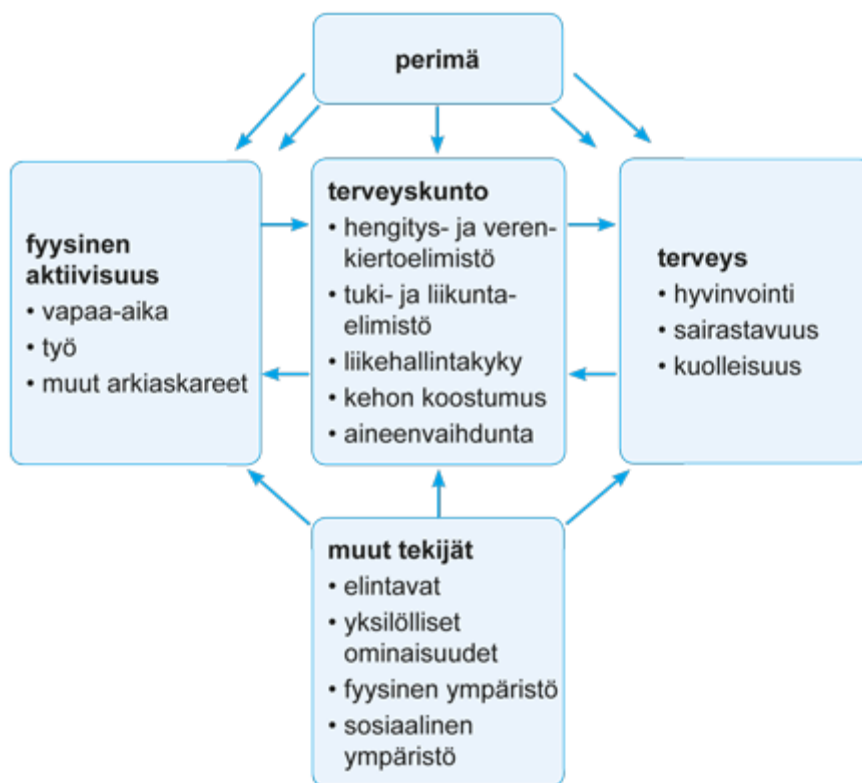 perimä
fyysinen
aktiivisuus
• vapaa-aika
• työ
• muut arkiaskareet
terveyskunto
• hengitys- ja veren-
kiertoelimistö
• tuki- ja liikunta-
elimistö
• liikehallintakyky
• kehon koostumus
• aineenvaihdunta
terveys
• hyvinvointi
• sairastavuus
• kuolleisuus
muut tekijät
• elintavat
• yksilölliset
ominaisuudet
• fyysinen ympäristö
• sosiaalinen
ympäristö